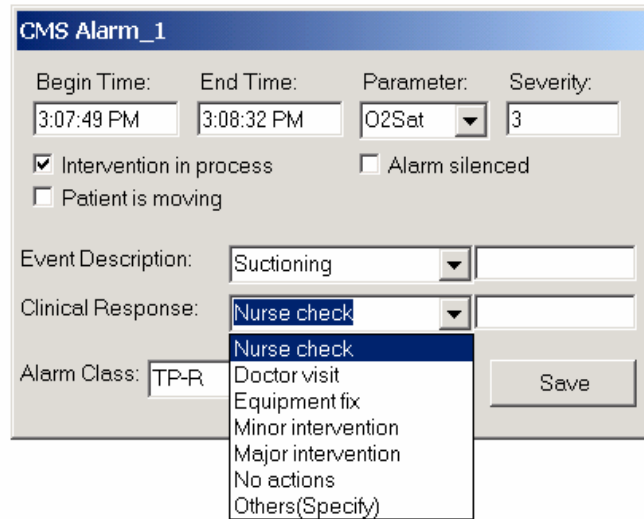 CMS Alarm_1
Begin Time: End Time: Parameter: Severity:
3:07:49 PM 3:08:32 PM O2Sat 3
Intervention in process Alarm silenced
Patient is moving
Event Description: Suctioning
Clinical Response: Nurse check
Nurse check
Alarm Class: TP-R Doctor visit Save
Equipment fix
Minor intervention
Major intervention
No actions
Others(Specify)